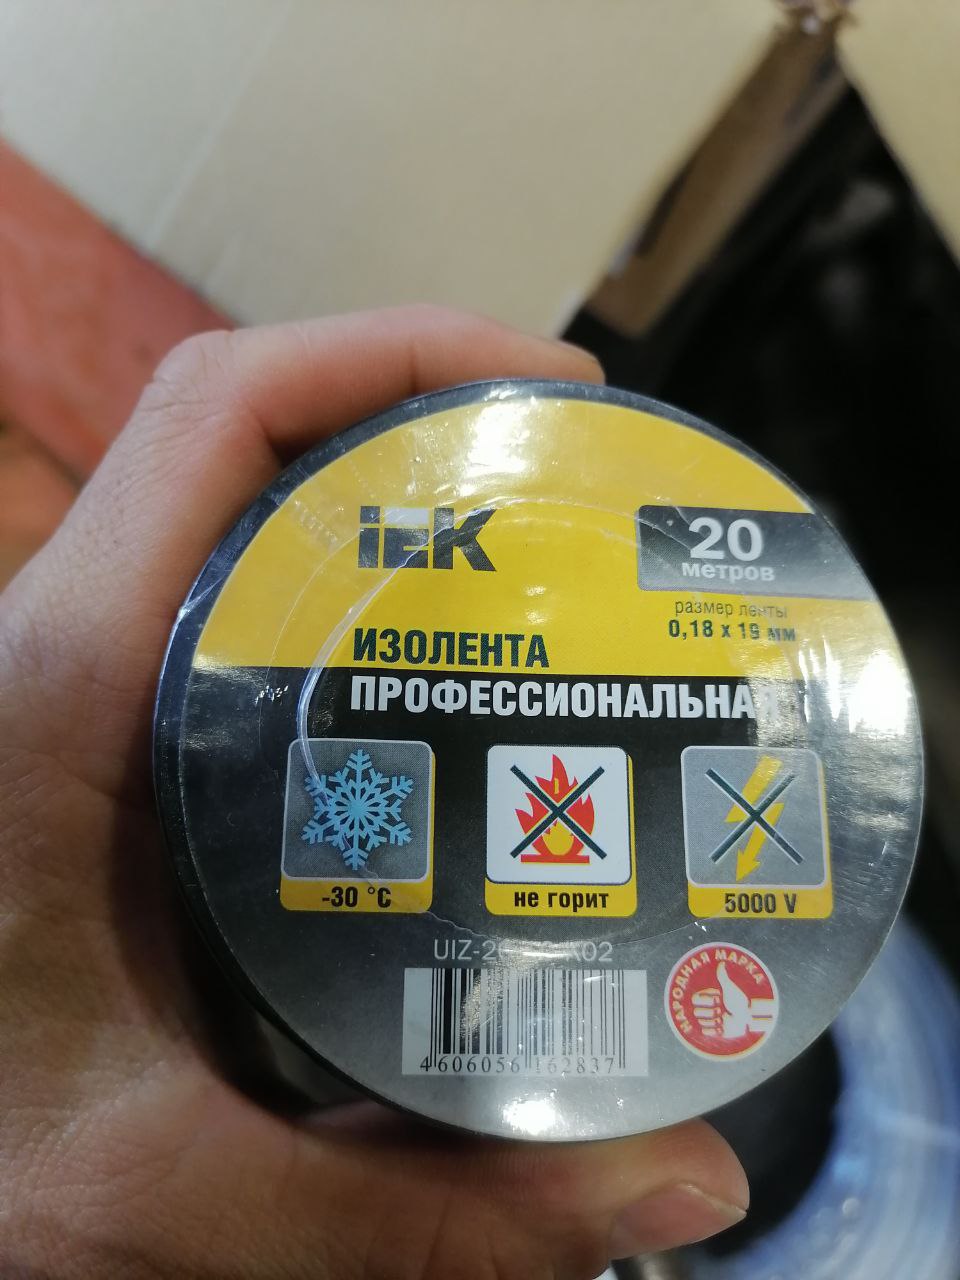 IEK
20
метров
размер ленты
0,18 x 19 мм
ИЗОЛЕНТА
ПРОФЕССИОНАЛЬНАЯ
-30 °C
не горит
5000 V
НАРОДНАЯ МАРКА
4 606056 162837